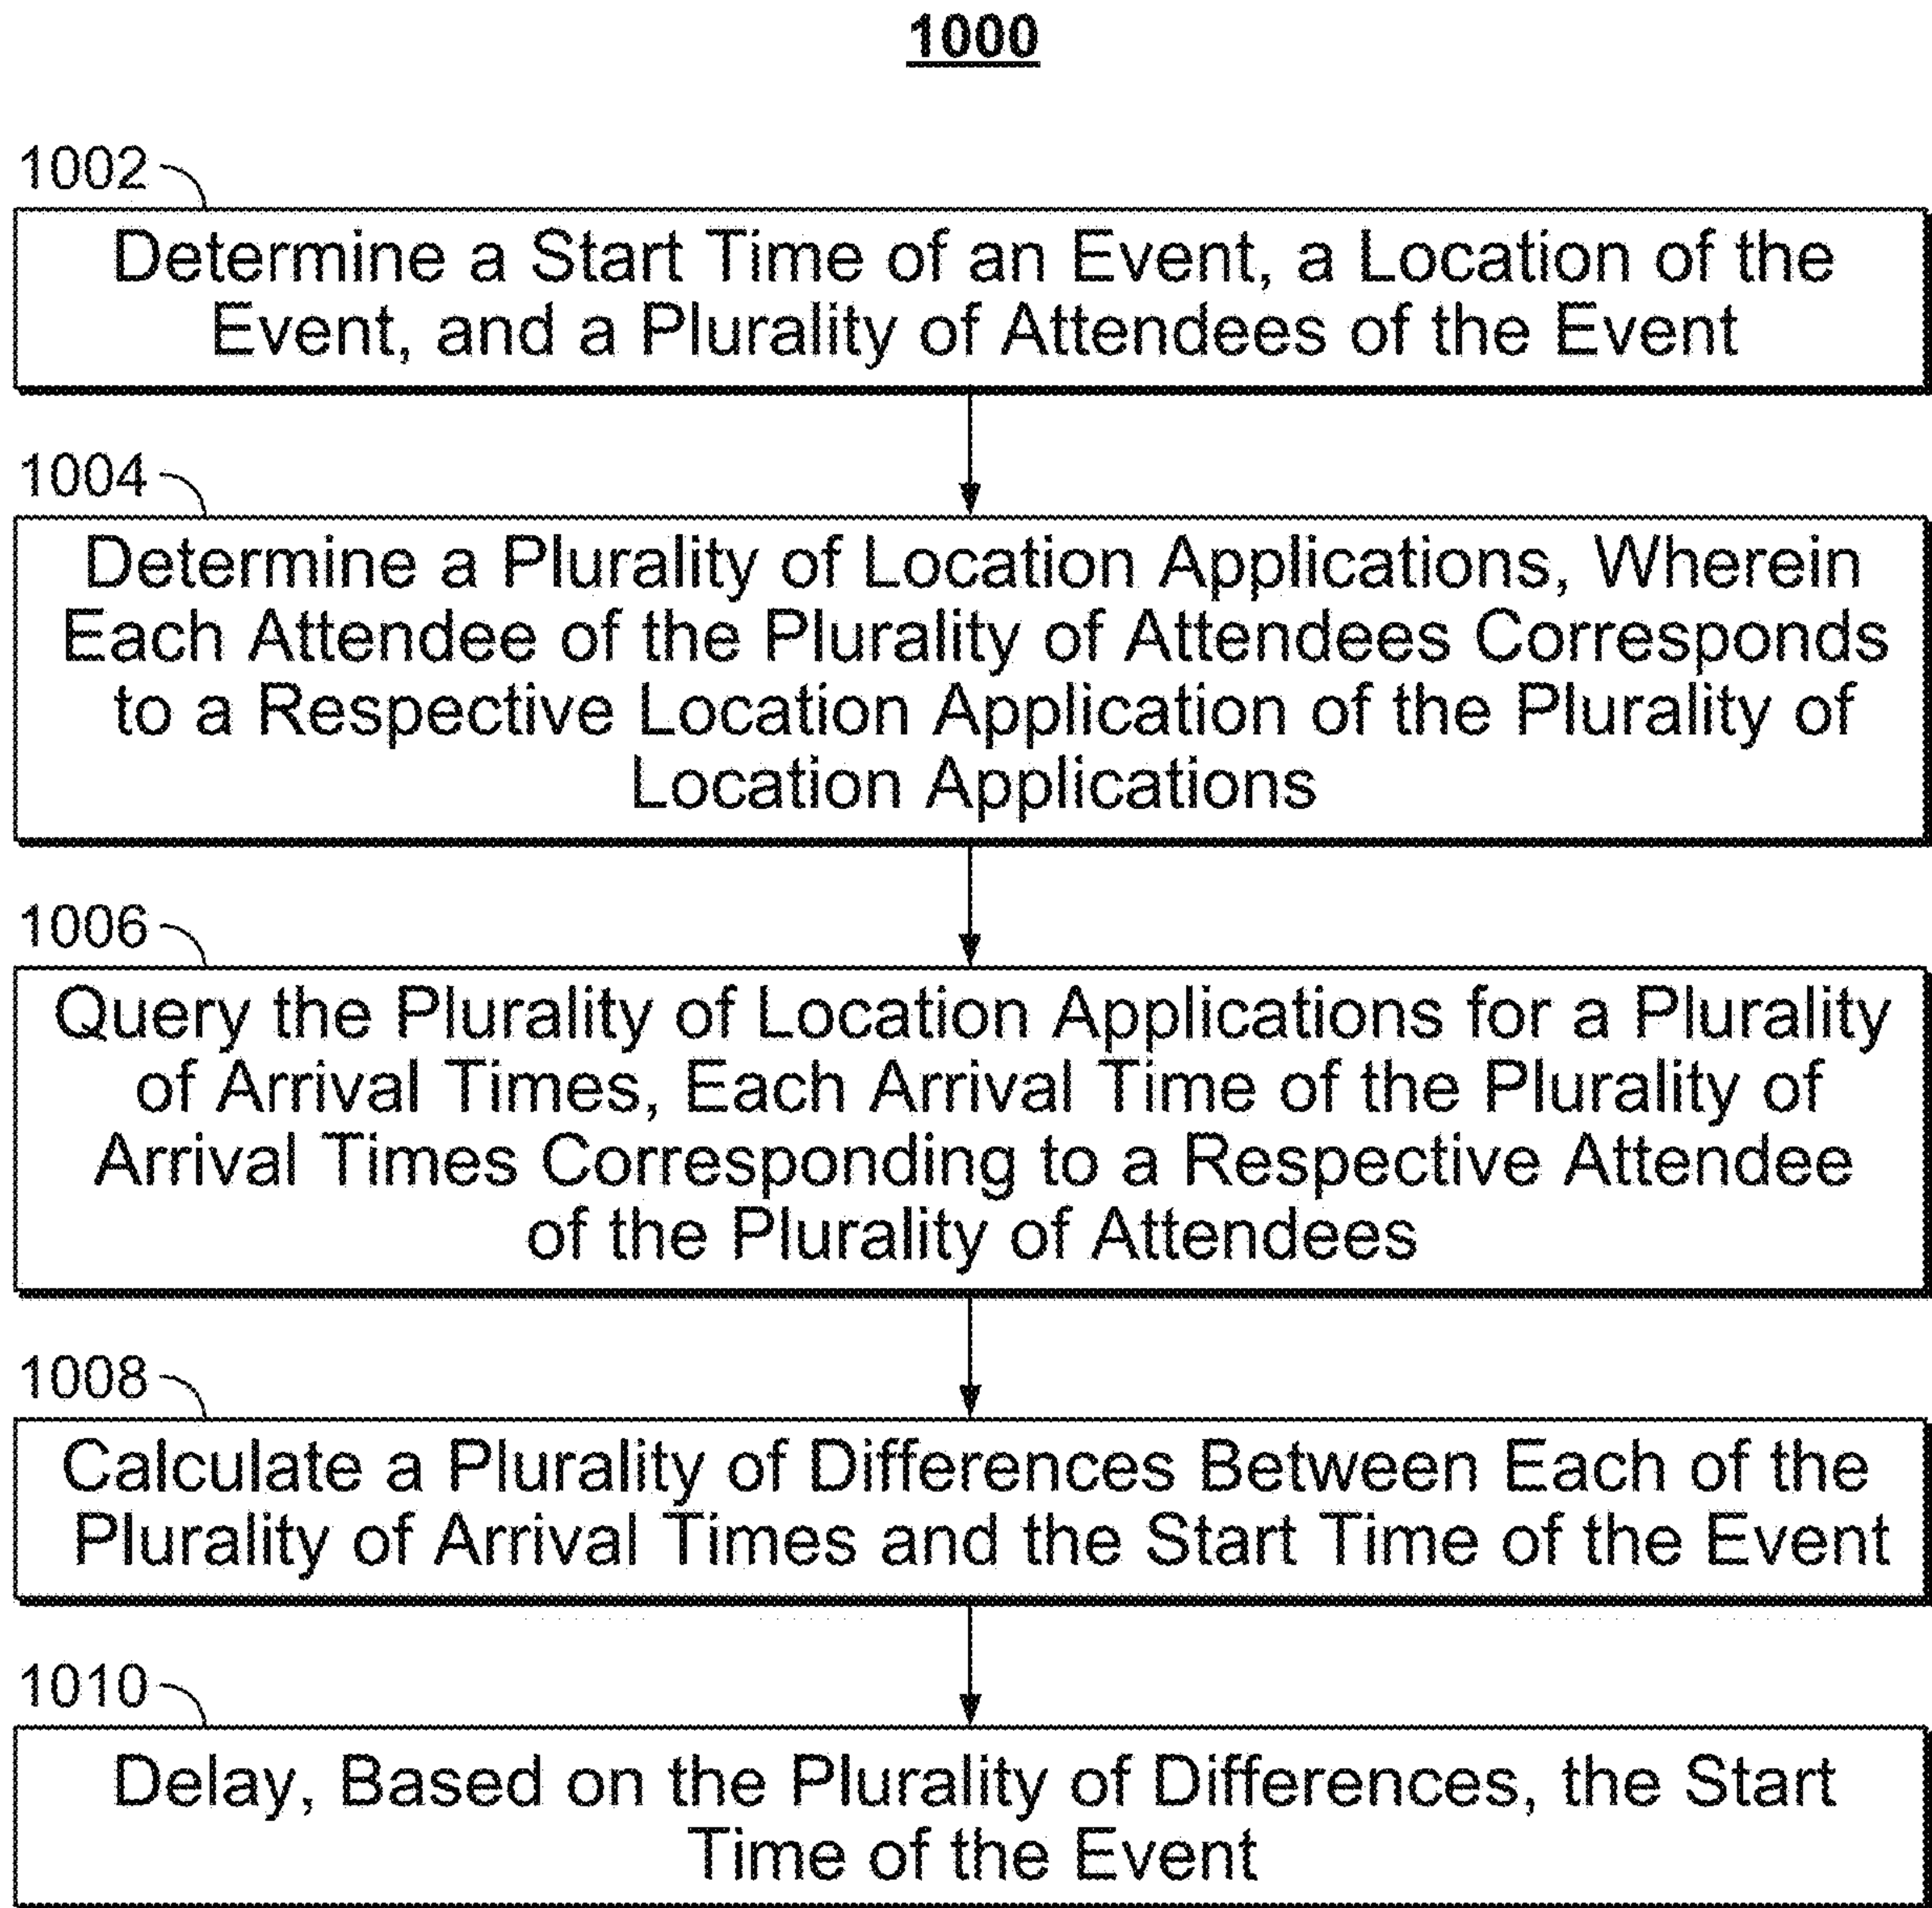 1000
1002
Determine a Start Time of an Event, a Location of the
Event, and a Plurality of Attendees of the Event
1004
Determine a Plurality of Location Applications, Wherein
Each Attendee of the Plurality of Attendees Corresponds
to a Respective Location Application of the Plurality of
Location Applications
1006
Query the Plurality of Location Applications for a Plurality
of Arrival Times, Each Arrival Time of the Plurality of
Arrival Times Corresponding to a Respective Attendee
of the Plurality of Attendees
1008
Calculate a Plurality of Differences Between Each of the
Plurality of Arrival Times and the Start Time of the Event
1010
Delay, Based on the Plurality of Differences, the Start
Time of the Event